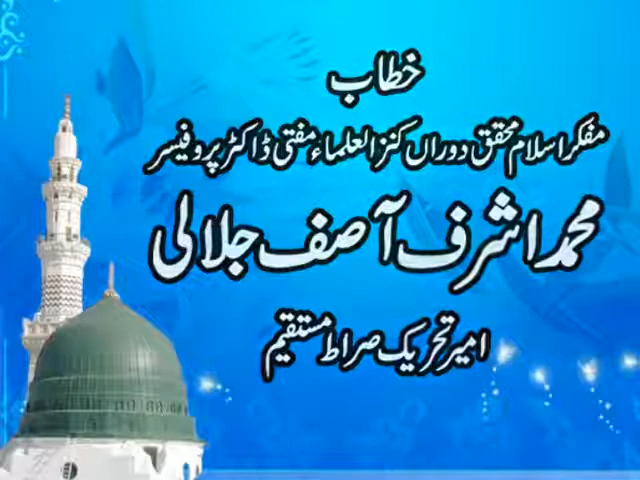 خطاب
مفکر اسلام محقق دوراں کنز العلماء مفتی ڈاکٹر پروفیسر
محمد اشرف آصف جلالی
امیر تحریک صراط مستقیم